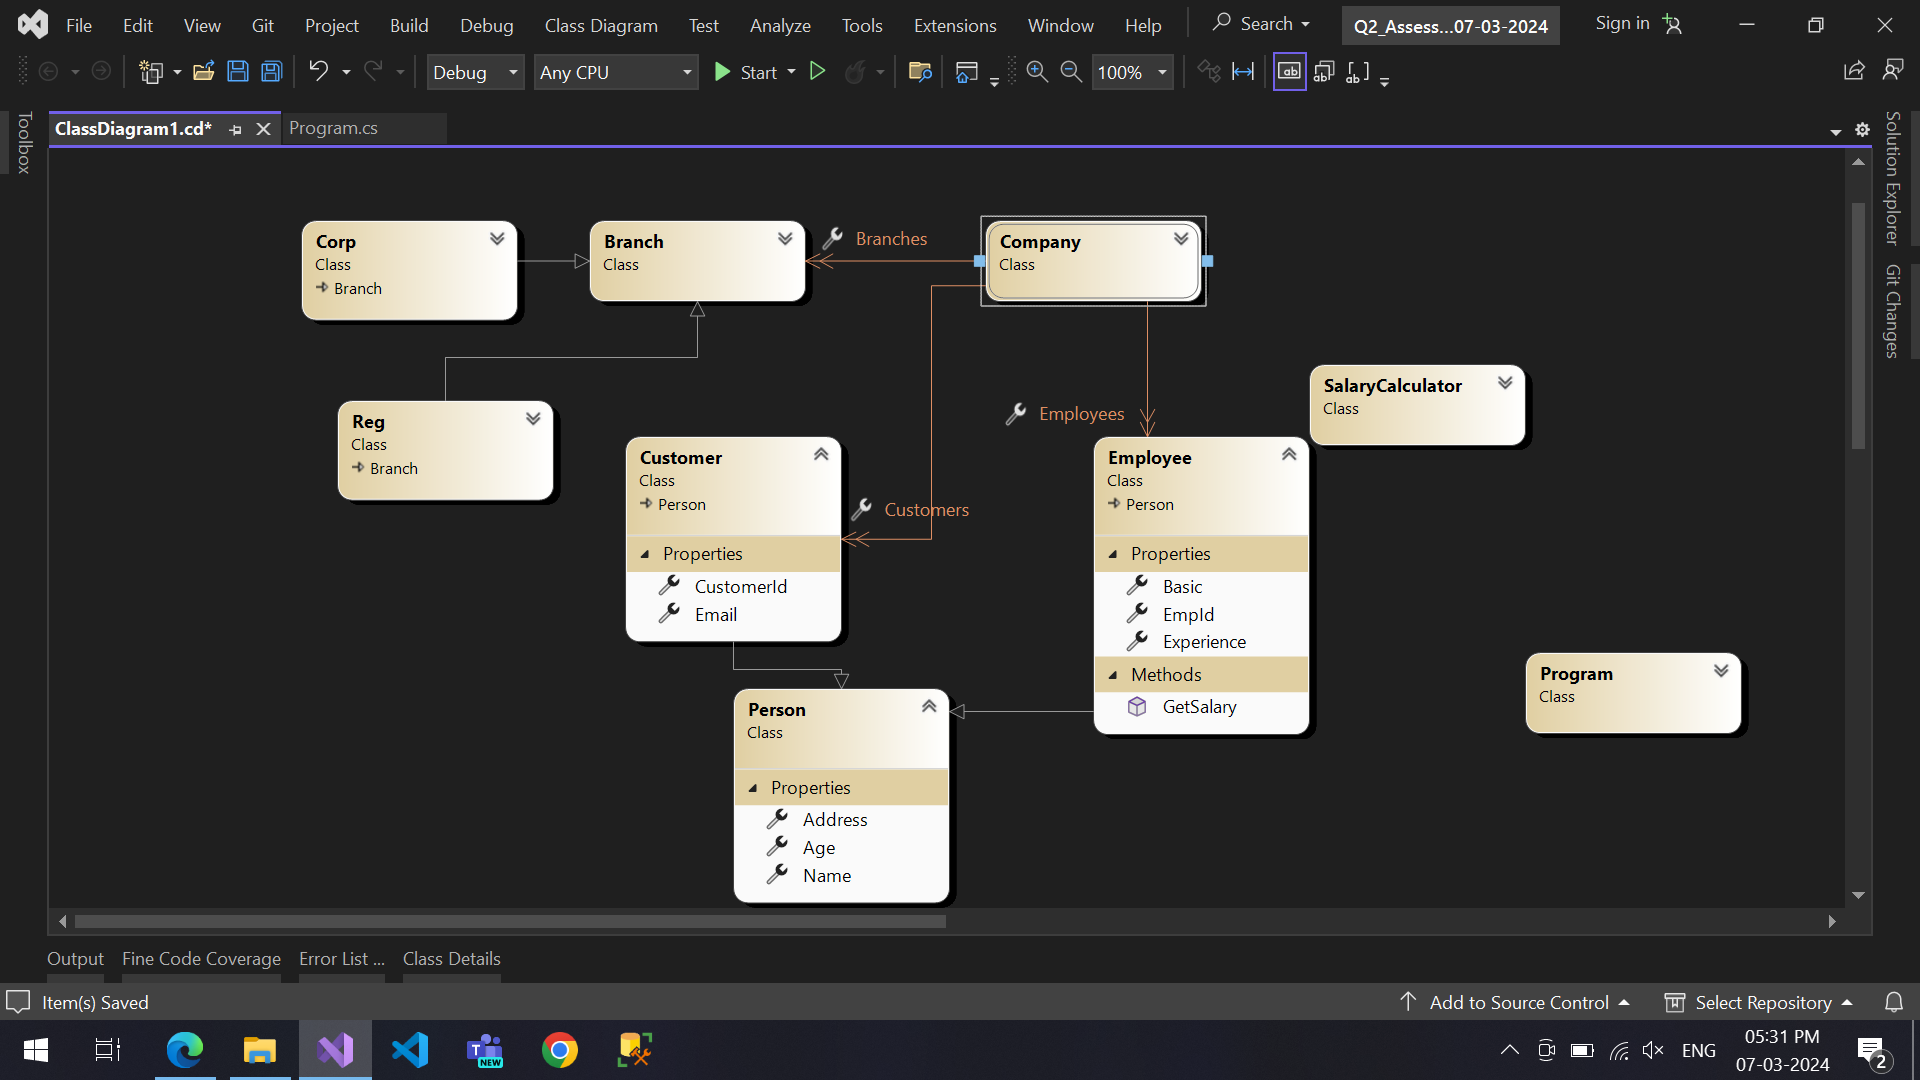 File Edit View Git Project Build Debug Class Diagram Test Analyze Tools Extensions Window Help Search Q2_Assess...07-03-2024 Sign in
Debug Any CPU Start 100%
Toolbox
ClassDiagram1.cd* Program.cs
Solution Explorer
Git Changes
Corp
Class
Branch
Branch
Class
Branches
Company
Class
Reg
Class
Branch
Employees
SalaryCalculator
Class
Customer
Class
Person
Properties
CustomerId
Email
Customers
Employee
Class
Person
Properties
Basic
EmpId
Experience
Methods
GetSalary
Program
Class
Person
Class
Properties
Address
Age
Name
Output Fine Code Coverage Error List ... Class Details
Item(s) Saved Add to Source Control Select Repository
NEW
ENG
05:31 PM
07-03-2024
2